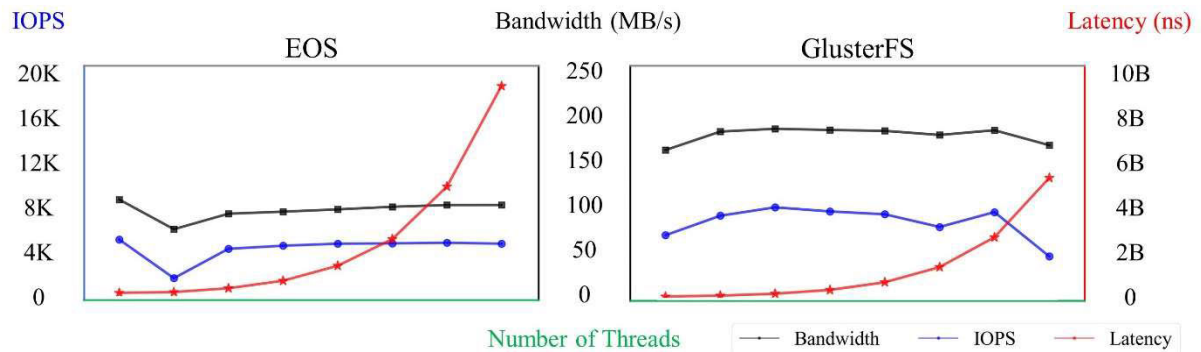 IOPS Bandwidth (MB/s) Latency (ns)
EOS GlusterFS
20K 250 10B
16K 200 8B
12K 150 6B
8K 100 4B
4K 50 2B
0 0 0
Number of Threads Bandwidth IOPS Latency